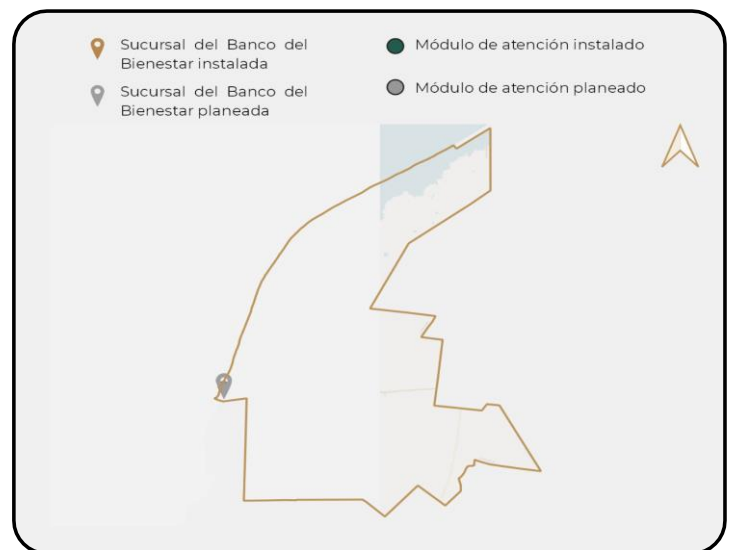 Sucursal del Banco del
Bienestar instalada
Sucursal del Banco del
Bienestar planeada
Módulo de atención instalado
Módulo de atención planeado